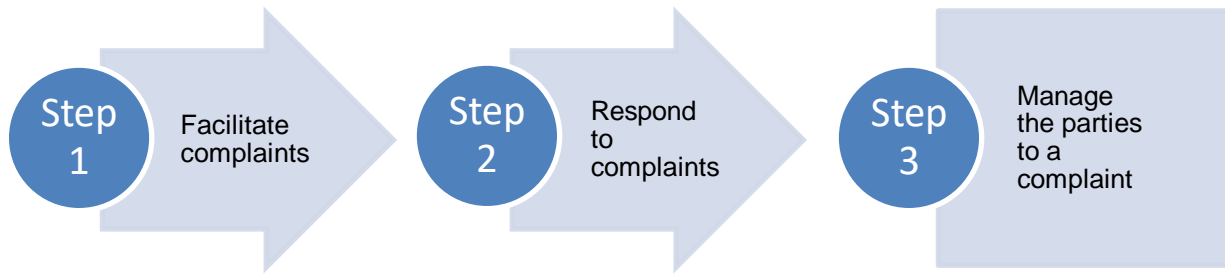 Step
1
Facilitate
complaints
Step
2
Respond
to
complaints
Step
3
Manage
the parties
to a
complaint